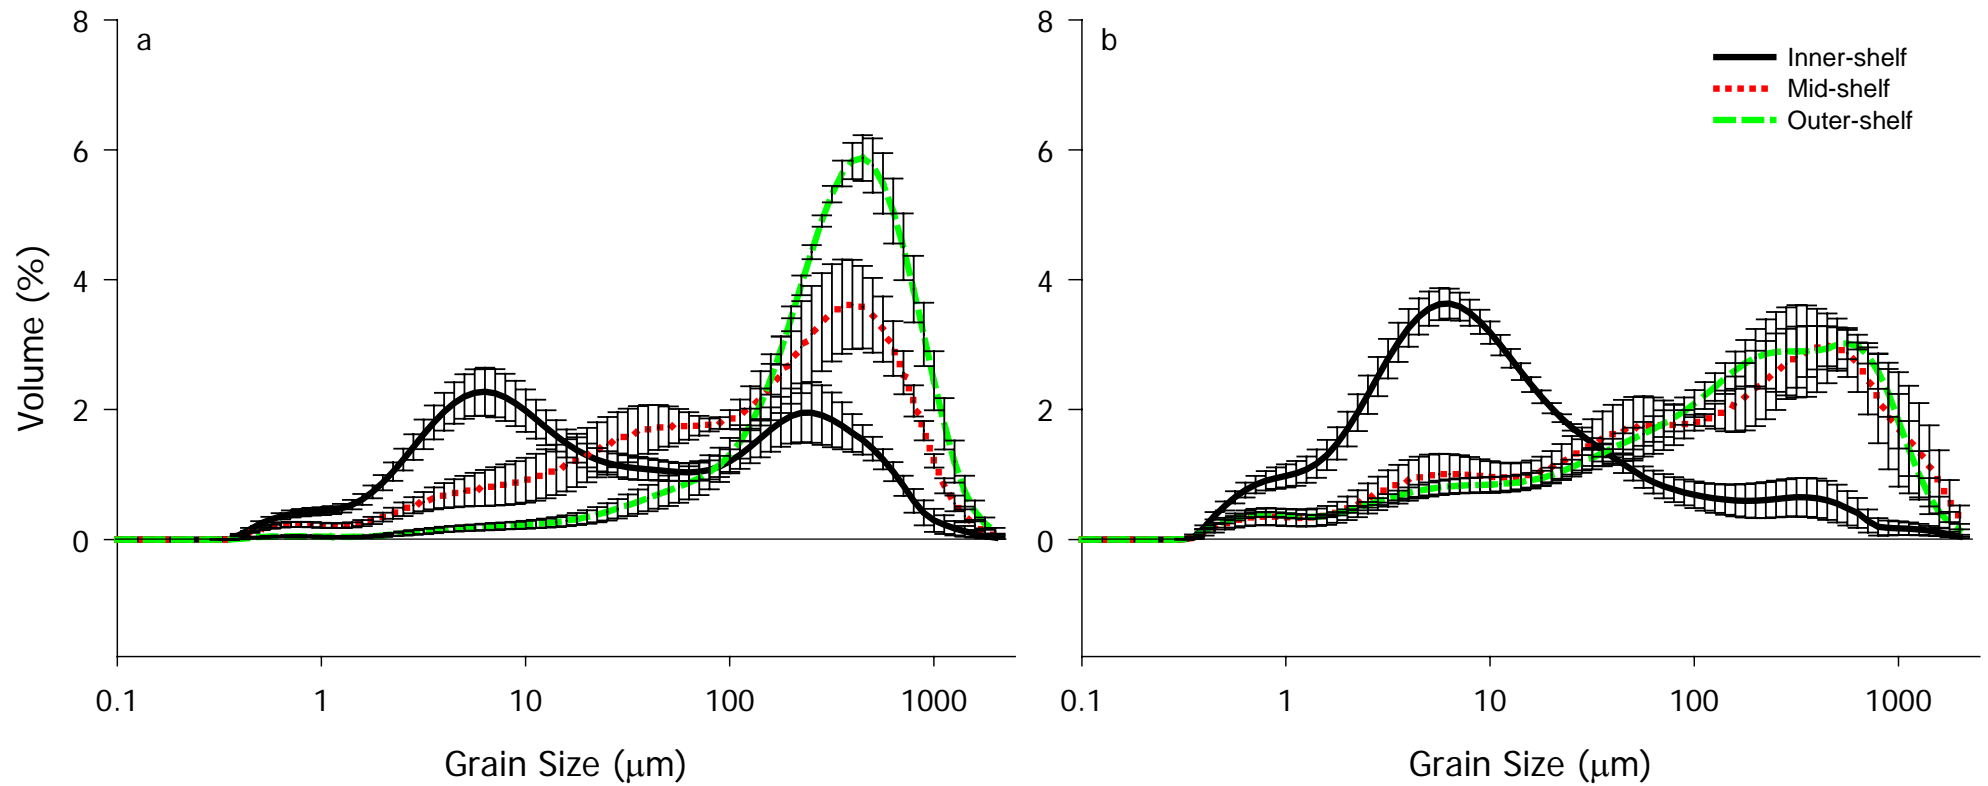 a
8
6
4
2
0
Volume (%)
0.1 1 10 100 1000
Grain Size (μm)
b
8
6
4
2
0
Inner-shelf
Mid-shelf
Outer-shelf
0.1 1 10 100 1000
Grain Size (μm)